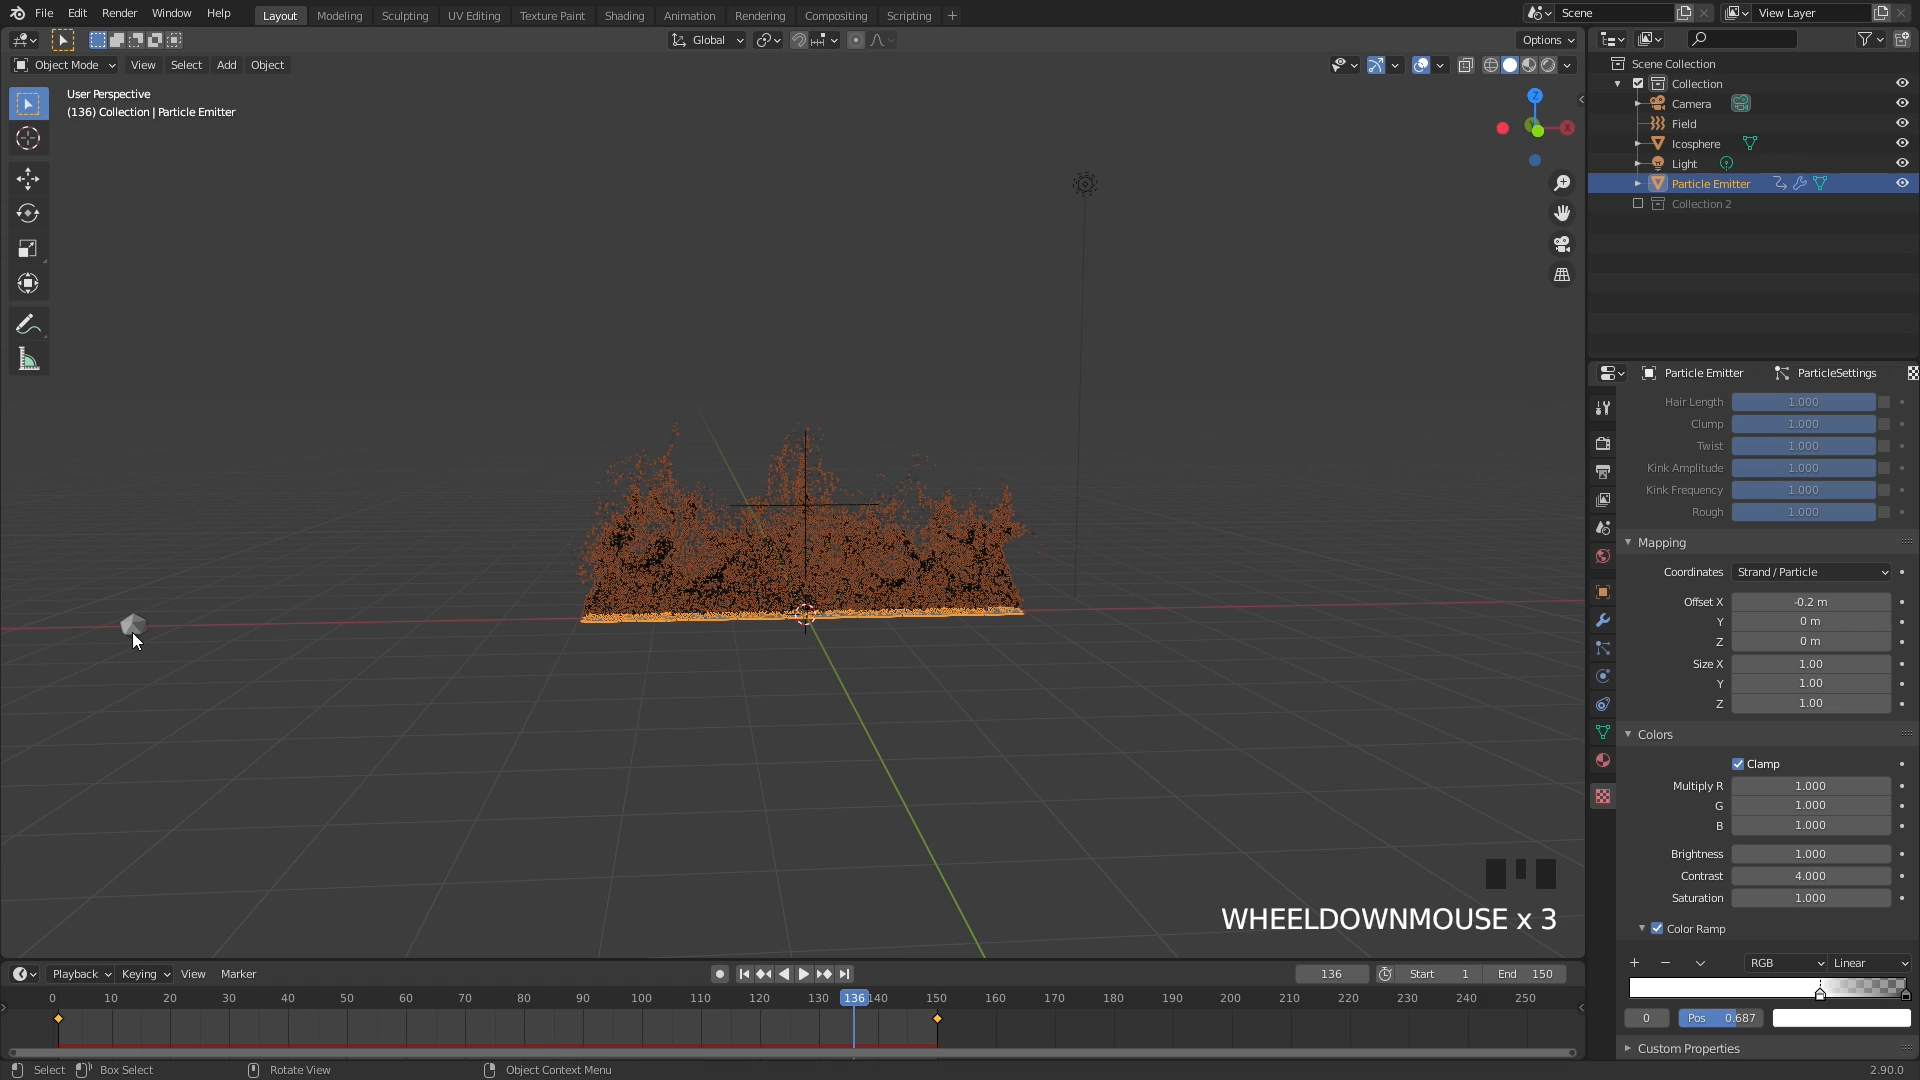 File Edit Render Window Help Layout Modeling Sculpting UV Editing Texture Paint Shading Animation Rendering Compositing Scripting Scene View Layer
Global Options
Object Mode View Select Add Object
User Perspective
(136) Collection | Particle Emitter
Z
X
Scene Collection
Collection
Camera
Field
Icosphere
Light
Particle Emitter
Collection 2
Particle Emitter ParticleSettings
Hair Length 1.000
Clump 1.000
Twist 1.000
Kink Amplitude 1.000
Kink Frequency 1.000
Rough 1.000
Mapping
Coordinates Strand / Particle
Offset X -0.2 m
Y 0 m
Z 0 m
Size X 1.00
Y 1.00
Z 1.00
Colors
Clamp
Multiply R 1.000
G 1.000
B 1.000
Brightness 1.000
Contrast 4.000
Saturation 1.000
Color Ramp
RGB Linear
0 Pos 0.687
Custom Properties
WHEELDOWNMOUSE x 3
Playback Keying View Marker 136 Start 1 End 150
0 10 20 30 40 50 60 70 80 90 100 110 120 130 136 140 150 160 170 180 190 200 210 220 230 240 250
Select Box Select Rotate View Object Context Menu 2.90.0